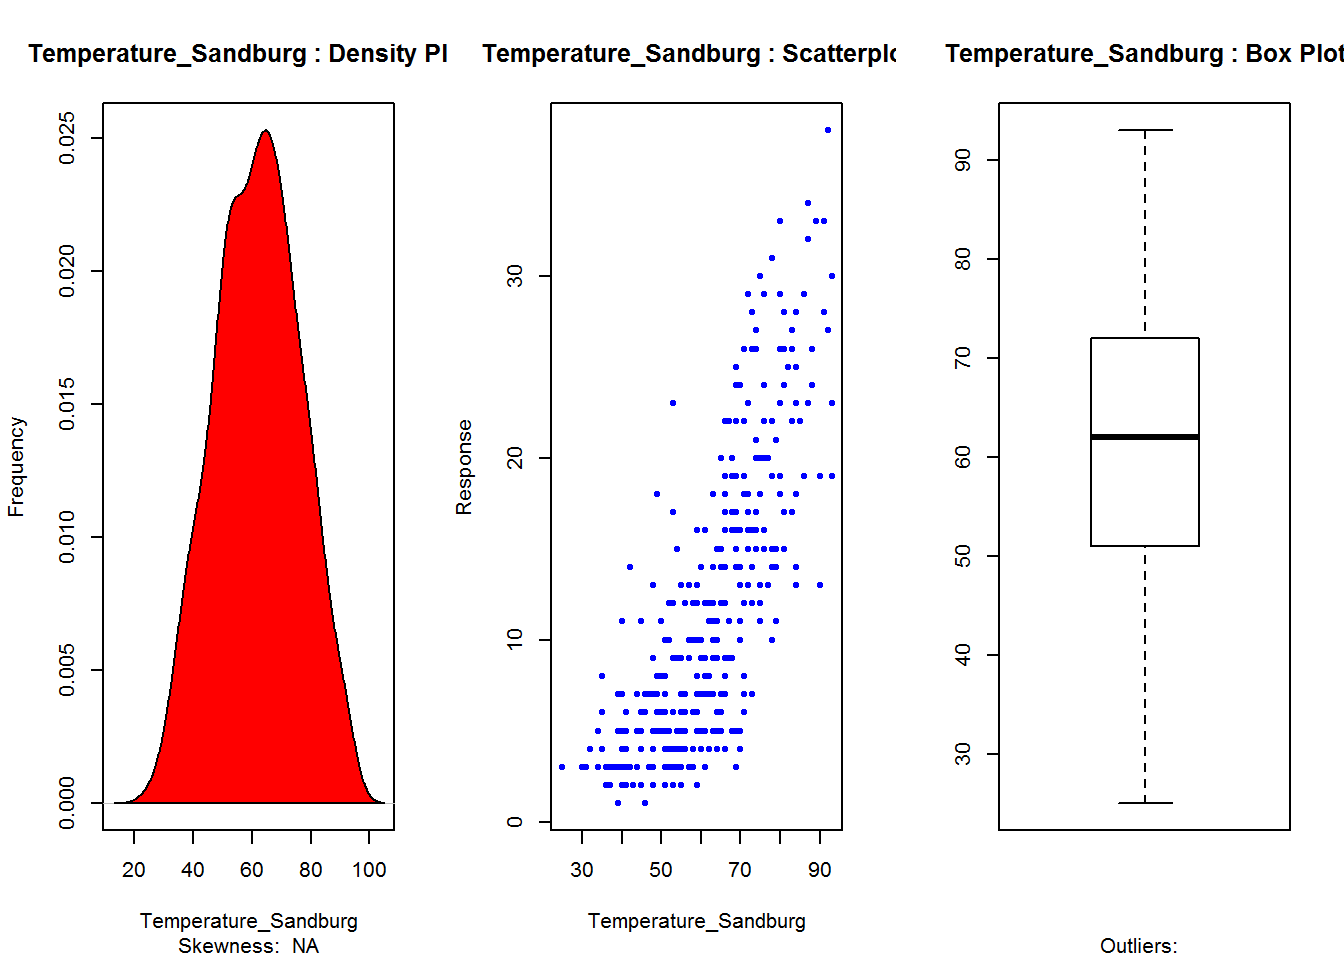 Temperature_Sandburg : Density Pl
Frequency
0.000
0.005
0.010
0.015
0.020
0.025
20 40 60 80 100
Temperature_Sandburg
Skewness:  NA
Temperature_Sandburg : Scatterplo
Response
0
10
20
30
30 50 70 90
Temperature_Sandburg
Temperature_Sandburg : Box Plot
30
40
50
60
70
80
90
Outliers: